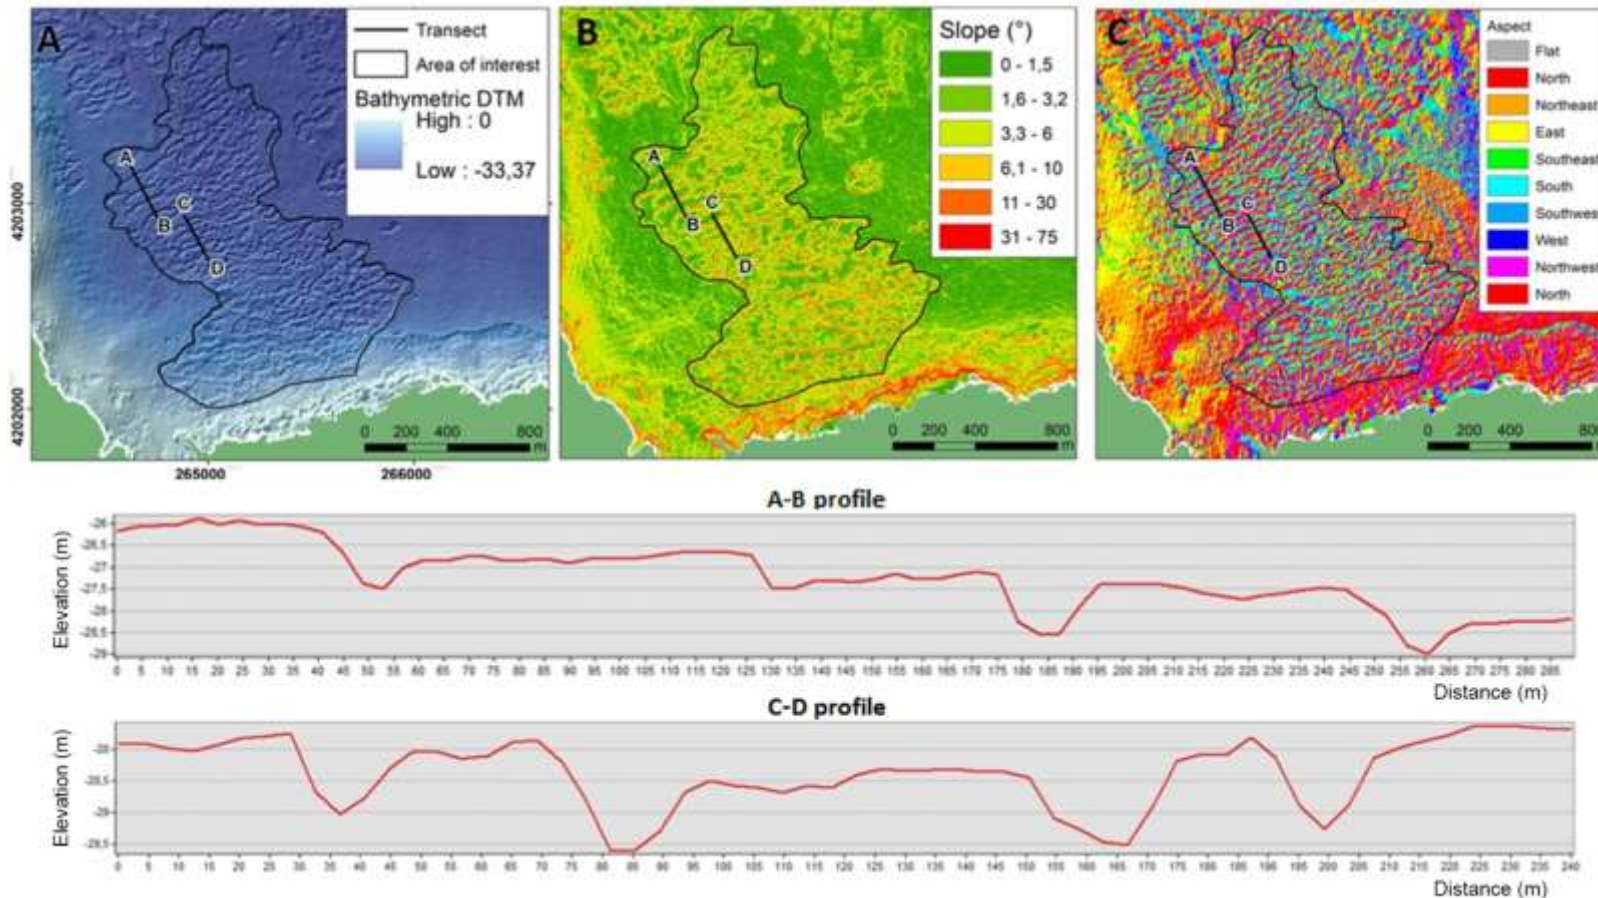 A
Transect
Area of interest
Bathymetric DTM
High : 0
Low : -33,37
A
B
C
D
4203000
4202000
0 200 400 800
m
265000 266000
B
Slope (°)
0 - 1,5
1,6 - 3,2
3,3 - 6
6,1 - 10
11 - 30
31 - 75
A
B
C
D
0 200 400 800
m
C
Aspect
Flat
North
Northeast
East
Southeast
South
Southwest
West
Northwest
North
A
B
C
D
0 200 400 800
m
A-B profile
Elevation (m)
-26
-26,5
-27
-27,5
-28
-28,5
-29
0 5 10 15 20 25 30 35 40 45 50 55 60 65 70 75 80 85 90 95 100 105 110 115 120 125 130 135 140 145 150 155 160 165 170 175 180 185 190 195 200 205 210 215 220 225 230 235 240 245 250 255 260 265 270 275 280 285
Distance (m)
C-D profile
Elevation (m)
-28
-28,5
-29
-29,5
0 5 10 15 20 25 30 35 40 45 50 55 60 65 70 75 80 85 90 95 100 105 110 115 120 125 130 135 140 145 150 155 160 165 170 175 180 185 190 195 200 205 210 215 220 225 230 235 240
Distance (m)